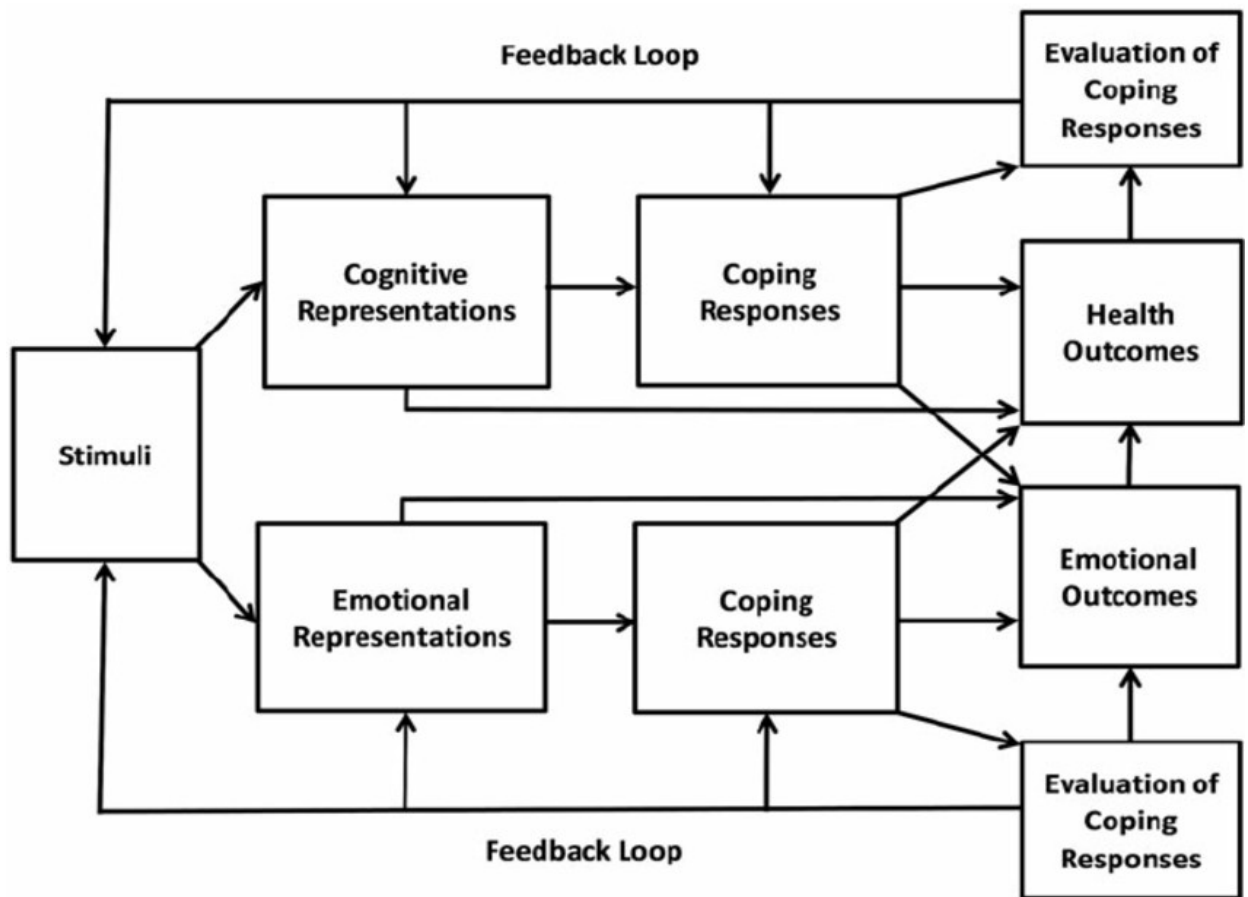 Feedback Loop
Evaluation of
Coping
Responses
Cognitive
Representations
Coping
Responses
Health
Outcomes
Stimuli
Emotional
Representations
Coping
Responses
Emotional
Outcomes
Feedback Loop
Evaluation of
Coping
Responses